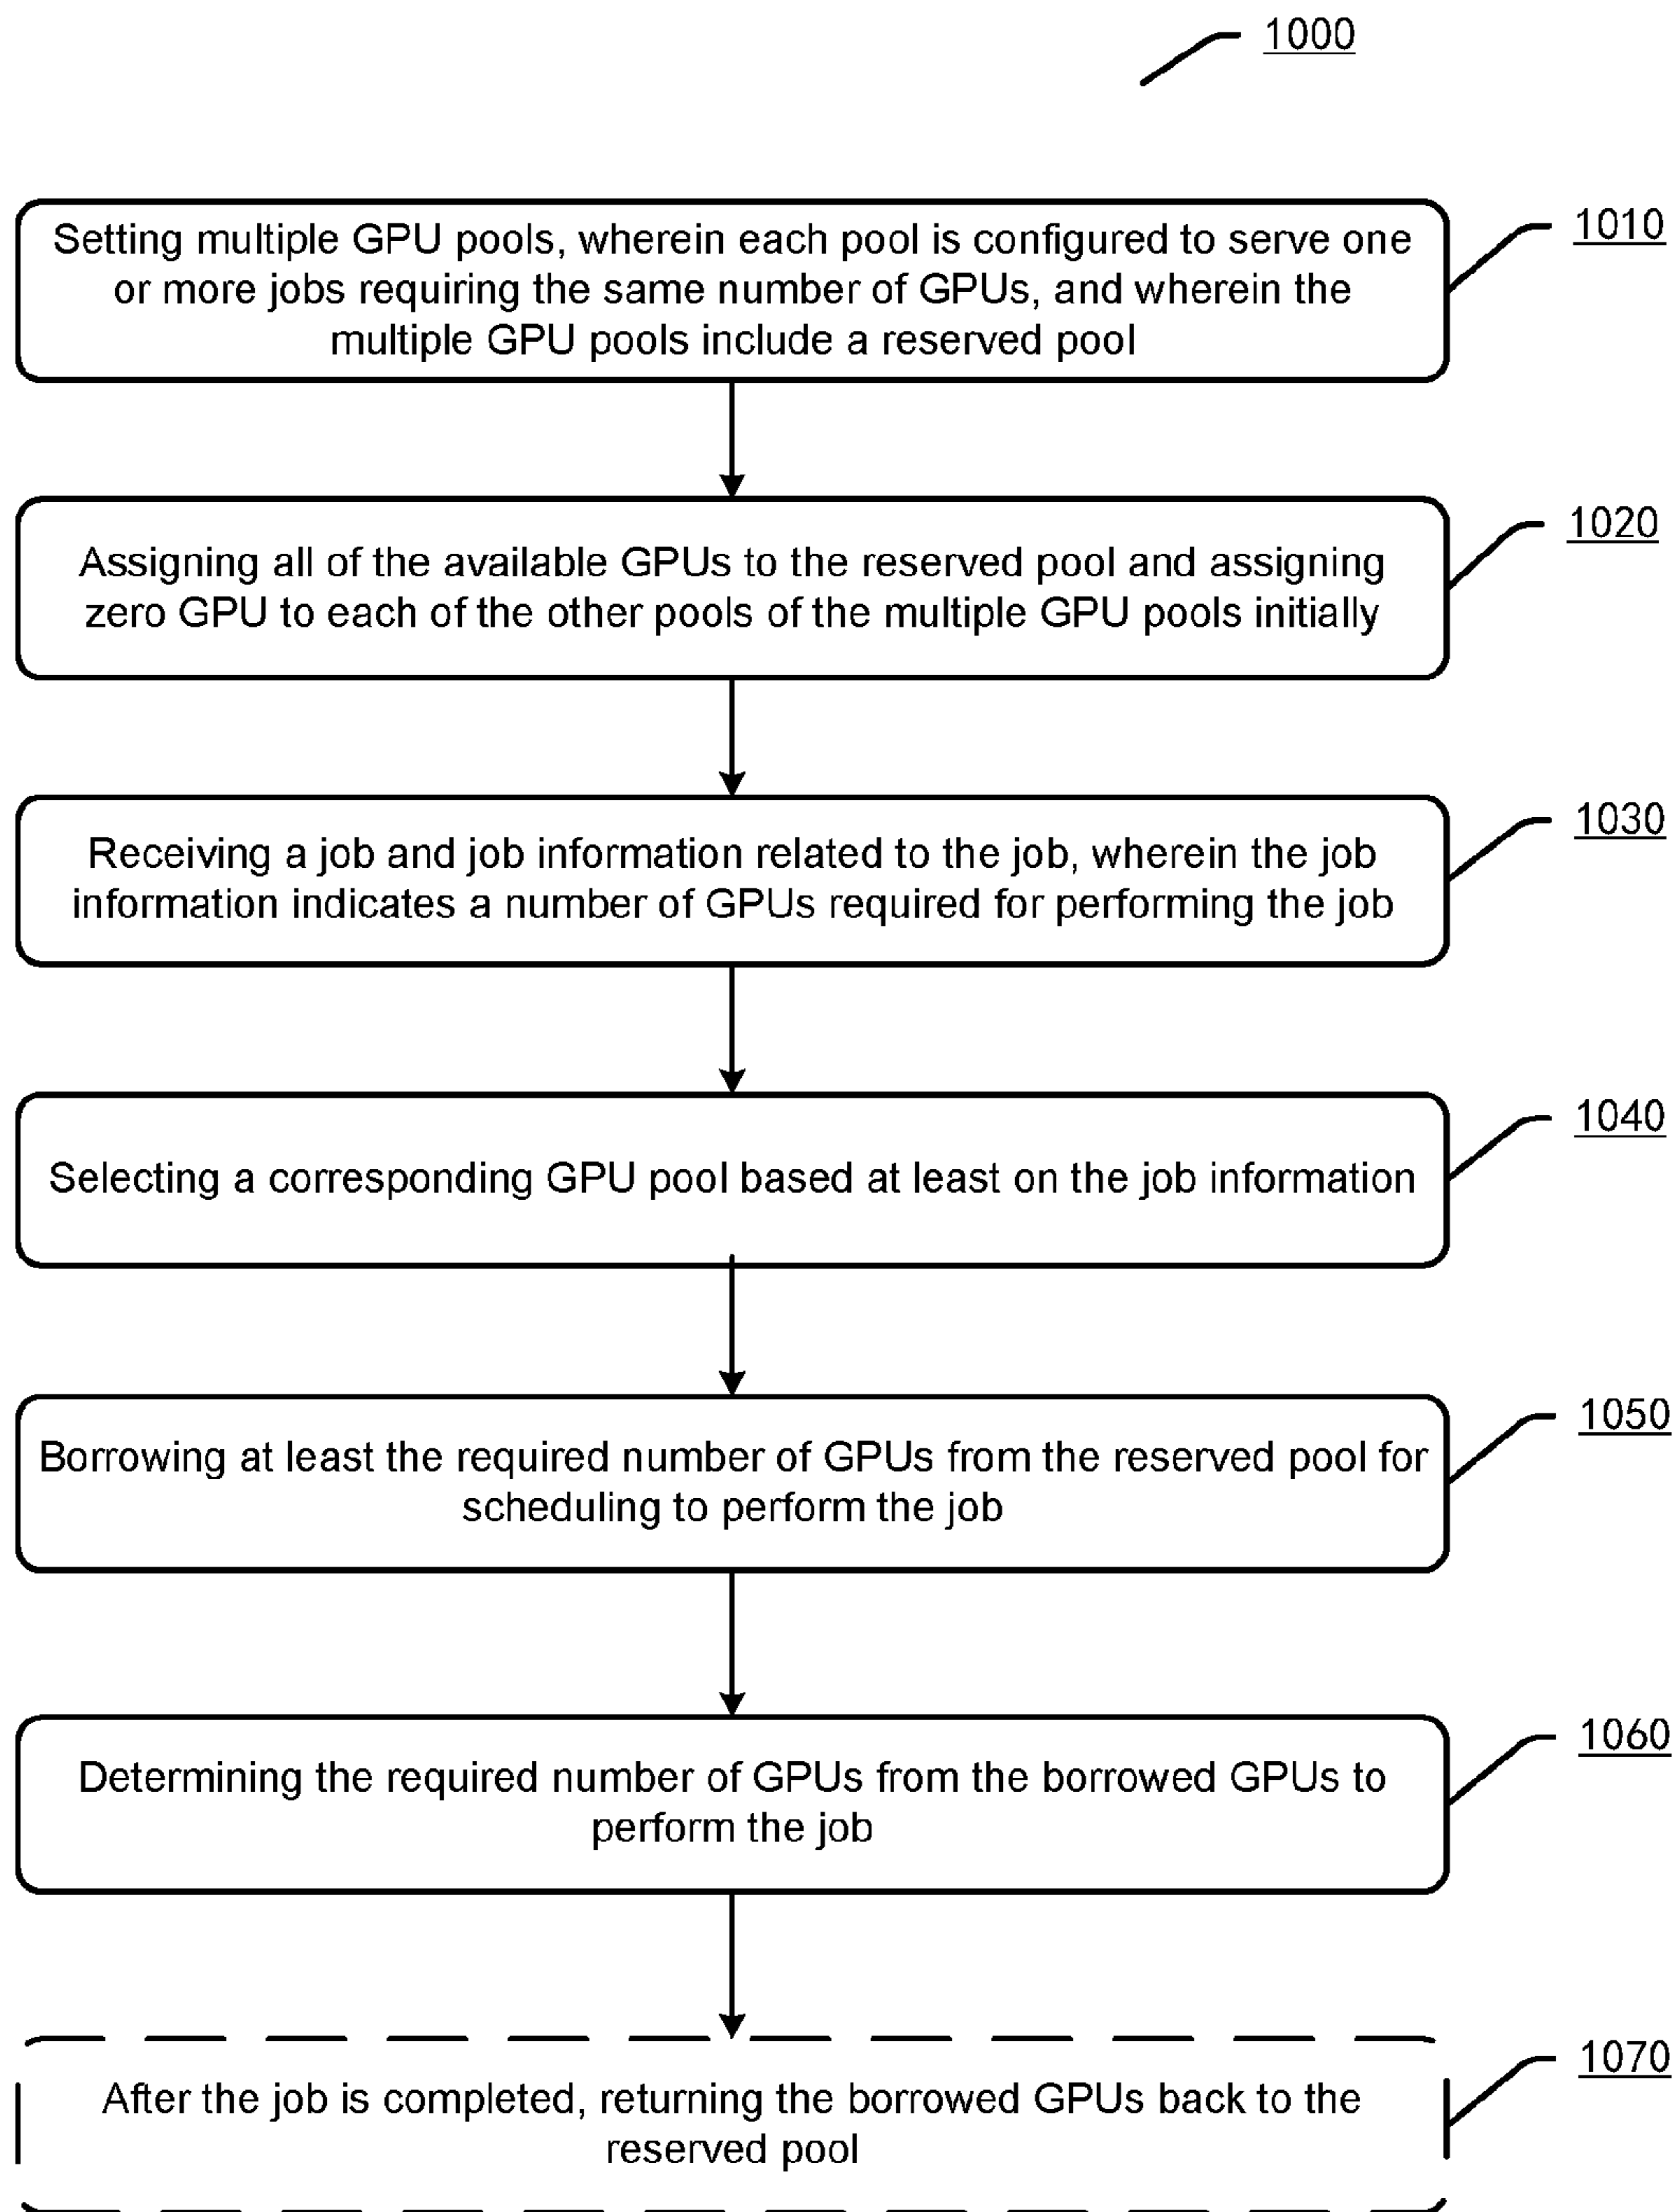 1000
Setting multiple GPU pools, wherein each pool is configured to serve one
or more jobs requiring the same number of GPUs, and wherein the
multiple GPU pools include a reserved pool
1010
Assigning all of the available GPUs to the reserved pool and assigning
zero GPU to each of the other pools of the multiple GPU pools initially
1020
Receiving a job and job information related to the job, wherein the job
information indicates a number of GPUs required for performing the job
1030
Selecting a corresponding GPU pool based at least on the job information
1040
Borrowing at least the required number of GPUs from the reserved pool for
scheduling to perform the job
1050
Determining the required number of GPUs from the borrowed GPUs to
perform the job
1060
After the job is completed, returning the borrowed GPUs back to the
reserved pool
1070